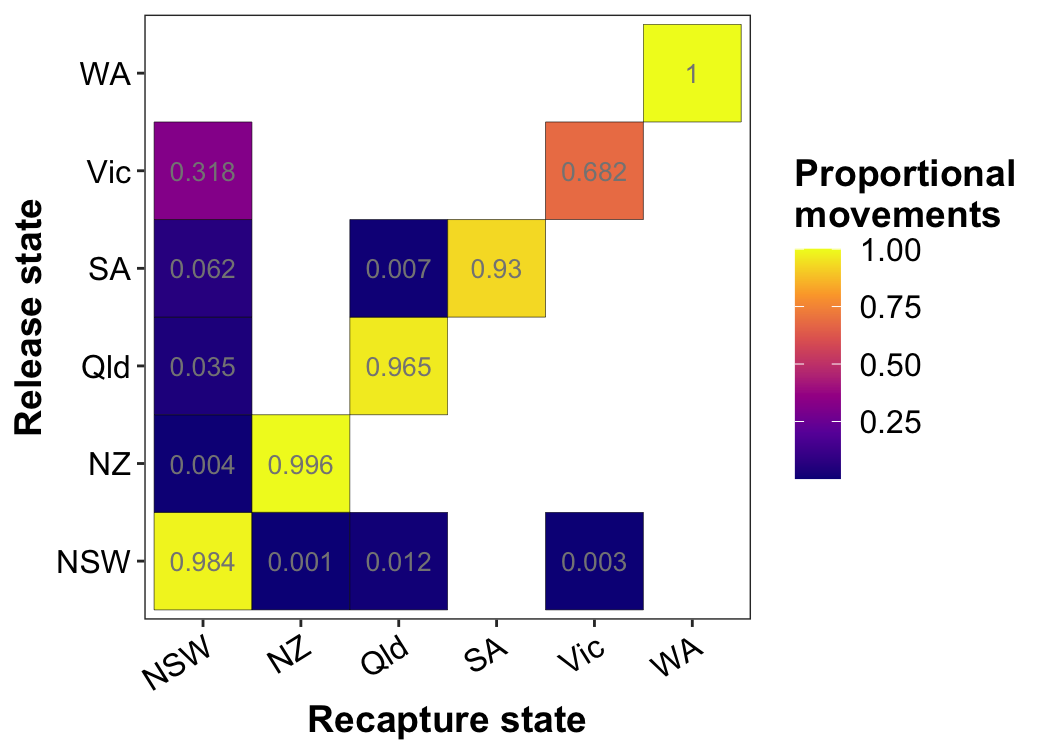 WA
1
Vic
0.318
0.682
SA
0.062
0.007
0.93
Qld
0.035
0.965
NZ
0.004
0.996
NSW
0.984
0.001
0.012
0.003
NSW
NZ
Qld
SA
Vic
WA
Recapture state
Release state
Proportional
movements
1.00
0.75
0.50
0.25